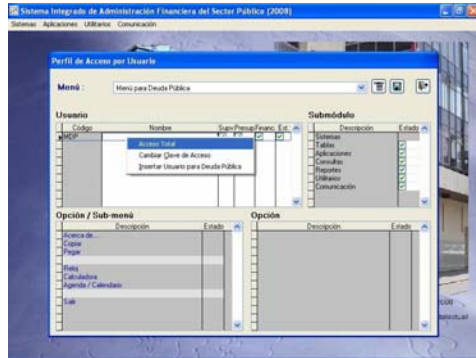 Sistema Integrado de Administración Financiera del Sector Público (2008)
Sistemas Aplicaciones Utilitarios Comunicación
Perfil de Acceso por Usuario
Menú : Menú para Deuda Pública
Usuario
Código Nombre Superv Presup Financ. Est.
MDP
Acceso Total
Cambiar Clave de Acceso
Insertar Usuario para Deuda Pública
Submódulo
Descripción Estado
Sistemas
Tablas
Aplicaciones
Consultas
Reportes
Utilitarios
Comunicación
Opción / Sub-menú
Descripción Estado
Acerca de...
Copiar
Pegar
Reloj
Calculadora
Agenda / Calendario
Salir
Opción
Descripción Estado